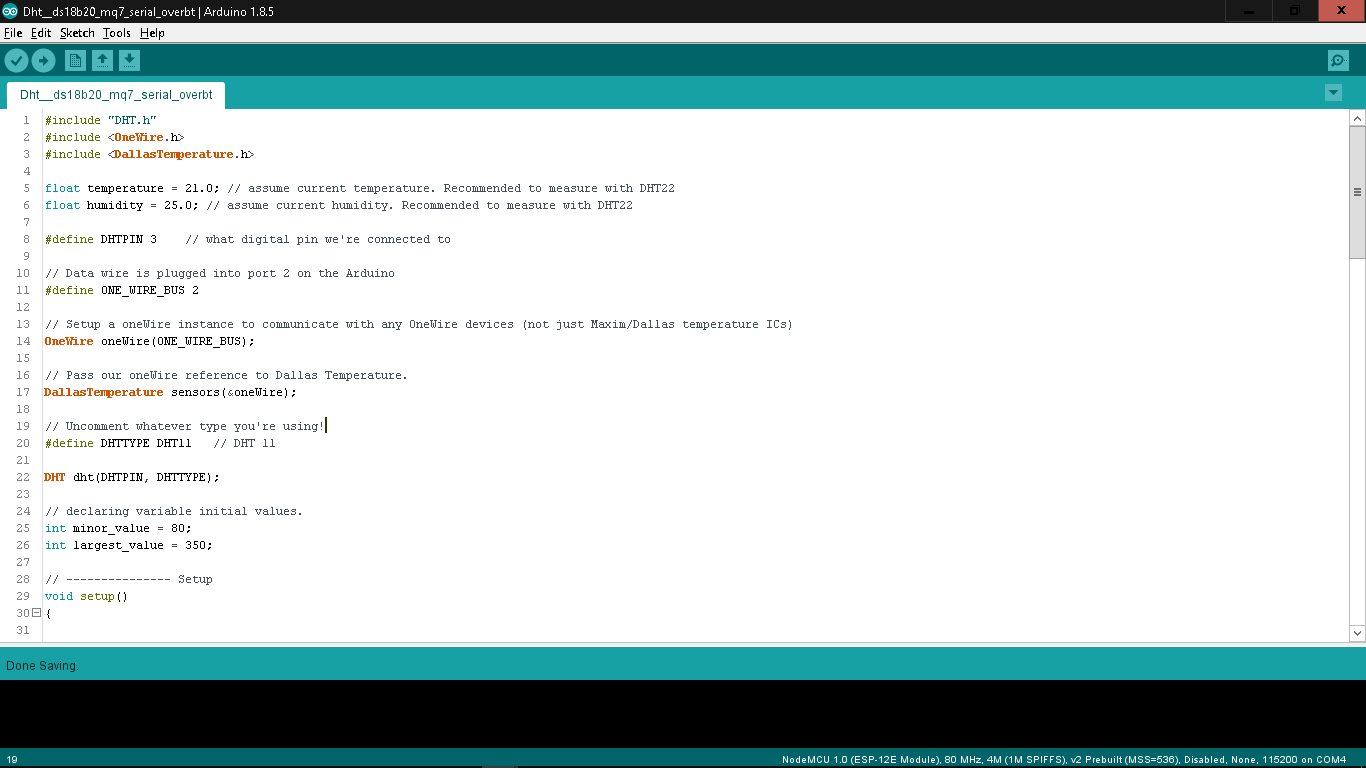 Dht__ds18b20_mq7_serial_overbt | Arduino 1.8.5
File Edit Sketch Tools Help
Dht__ds18b20_mq7_serial_overbt
1 #include "DHT.h"
2 #include <OneWire.h>
3 #include <DallasTemperature.h>
4
5 float temperature = 21.0; // assume current temperature. Recommended to measure with DHT22
6 float humidity = 25.0; // assume current humidity. Recommended to measure with DHT22
7
8 #define DHTPIN 3    // what digital pin we're connected to
9
10 // Data wire is plugged into port 2 on the Arduino
11 #define ONE_WIRE_BUS 2
12
13 // Setup a oneWire instance to communicate with any OneWire devices (not just Maxim/Dallas temperature ICs)
14 OneWire oneWire(ONE_WIRE_BUS);
15
16 // Pass our oneWire reference to Dallas Temperature.
17 DallasTemperature sensors(&oneWire);
18
19 // Uncomment whatever type you're using!
20 #define DHTTYPE DHT11   // DHT 11
21
22 DHT dht(DHTPIN, DHTTYPE);
23
24 // declaring variable initial values.
25 int minor_value = 80;
26 int largest_value = 350;
27
28 // --------------- Setup
29 void setup()
30 {
31
Done Saving.
19 NodeMCU 1.0 (ESP-12E Module), 80 MHz, 4M (1M SPIFFS), v2 Prebuilt (MSS=536), Disabled, None, 115200 on COM4